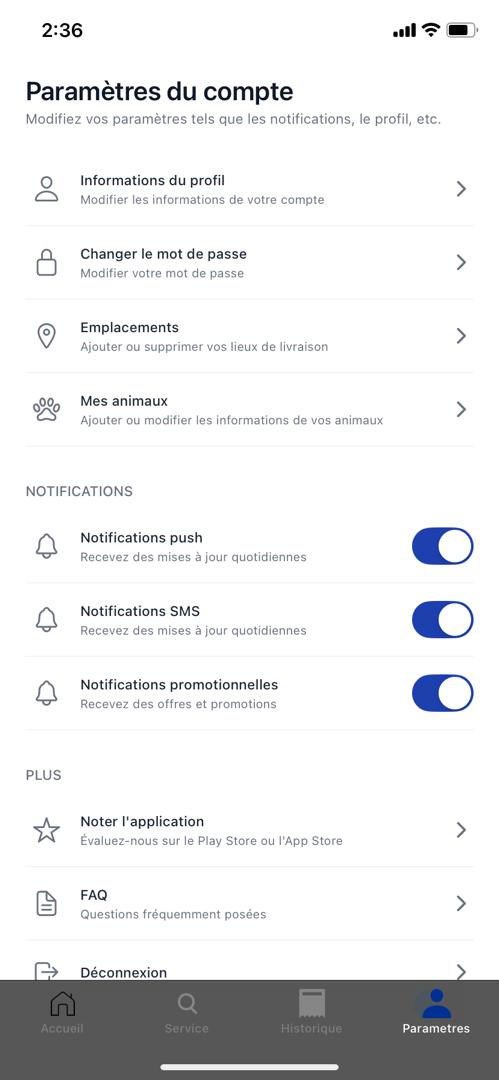 2:36
Paramètres du compte
Modifiez vos paramètres tels que les notifications, le profil, etc.
Informations du profil
Modifier les informations de votre compte
Changer le mot de passe
Modifier votre mot de passe
Emplacements
Ajouter ou supprimer vos lieux de livraison
Mes animaux
Ajouter ou modifier les informations de vos animaux
NOTIFICATIONS
Notifications push
Recevez des mises à jour quotidiennes
Notifications SMS
Recevez des mises à jour quotidiennes
Notifications promotionnelles
Recevez des offres et promotions
PLUS
Noter l'application
Évaluez-nous sur le Play Store ou l'App Store
FAQ
Questions fréquemment posées
Déconnexion
Accueil Service Historique Parametres